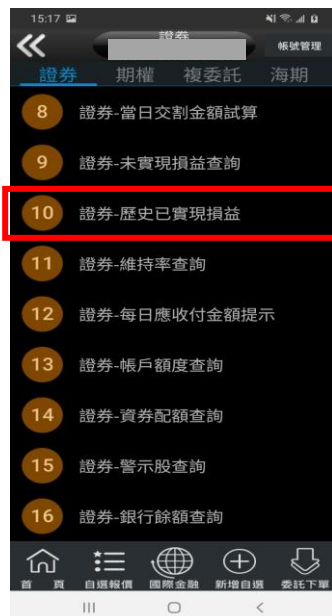 15:17
證券
帳號管理
證券 期權 複委託 海期
8 證券-當日交割金額試算
9 證券-未實現損益查詢
10 證券-歷史已實現損益
11 證券-維持率查詢
12 證券-每日應收付金額提示
13 證券-帳戶額度查詢
14 證券-資券配額查詢
15 證券-警示股查詢
16 證券-銀行餘額查詢
首頁 自選報價 國際金融 新增自選 委託下單